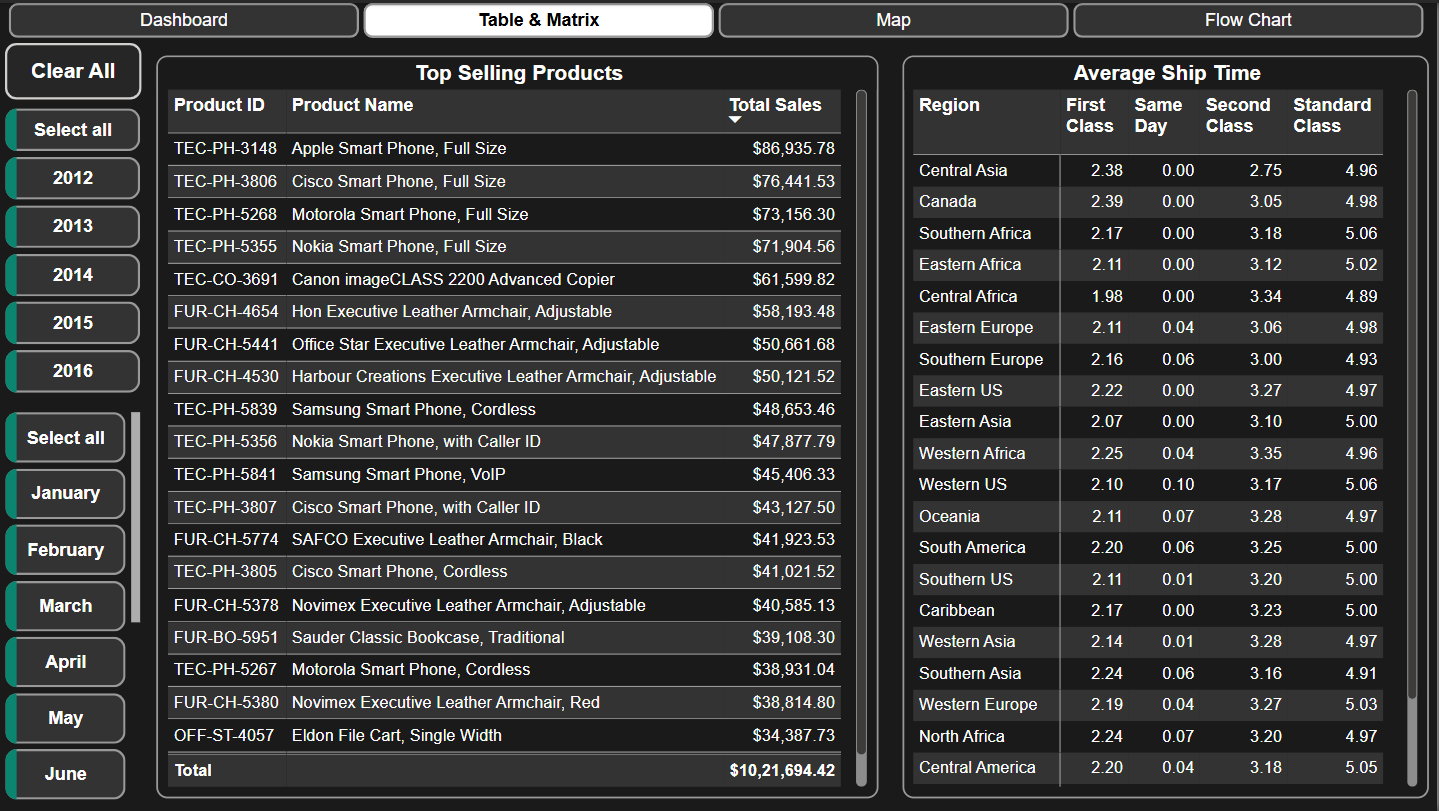 Dashboard Table & Matrix Map Flow Chart
Clear All
Select all
2012
2013
2014
2015
2016
Select all
January
February
March
April
May
June
Top Selling Products
Product ID Product Name Total Sales
TEC-PH-3148 Apple Smart Phone, Full Size $86,935.78
TEC-PH-3806 Cisco Smart Phone, Full Size $76,441.53
TEC-PH-5268 Motorola Smart Phone, Full Size $73,156.30
TEC-PH-5355 Nokia Smart Phone, Full Size $71,904.56
TEC-CO-3691 Canon imageCLASS 2200 Advanced Copier $61,599.82
FUR-CH-4654 Hon Executive Leather Armchair, Adjustable $58,193.48
FUR-CH-5441 Office Star Executive Leather Armchair, Adjustable $50,661.68
FUR-CH-4530 Harbour Creations Executive Leather Armchair, Adjustable $50,121.52
TEC-PH-5839 Samsung Smart Phone, Cordless $48,653.46
TEC-PH-5356 Nokia Smart Phone, with Caller ID $47,877.79
TEC-PH-5841 Samsung Smart Phone, VoIP $45,406.33
TEC-PH-3807 Cisco Smart Phone, with Caller ID $43,127.50
FUR-CH-5774 SAFCO Executive Leather Armchair, Black $41,923.53
TEC-PH-3805 Cisco Smart Phone, Cordless $41,021.52
FUR-CH-5378 Novimex Executive Leather Armchair, Adjustable $40,585.13
FUR-BO-5951 Sauder Classic Bookcase, Traditional $39,108.30
TEC-PH-5267 Motorola Smart Phone, Cordless $38,931.04
FUR-CH-5380 Novimex Executive Leather Armchair, Red $38,814.80
OFF-ST-4057 Eldon File Cart, Single Width $34,387.73
Total $10,21,694.42
Average Ship Time
Region First Same Second Standard
Class Day Class Class
Central Asia 2.38 0.00 2.75 4.96
Canada 2.39 0.00 3.05 4.98
Southern Africa 2.17 0.00 3.18 5.06
Eastern Africa 2.11 0.00 3.12 5.02
Central Africa 1.98 0.00 3.34 4.89
Eastern Europe 2.11 0.04 3.06 4.98
Southern Europe 2.16 0.06 3.00 4.93
Eastern US 2.22 0.00 3.27 4.97
Eastern Asia 2.07 0.00 3.10 5.00
Western Africa 2.25 0.04 3.35 4.96
Western US 2.10 0.10 3.17 5.06
Oceania 2.11 0.07 3.28 4.97
South America 2.20 0.06 3.25 5.00
Southern US 2.11 0.01 3.20 5.00
Caribbean 2.17 0.00 3.23 5.00
Western Asia 2.14 0.01 3.28 4.97
Southern Asia 2.24 0.06 3.16 4.91
Western Europe 2.19 0.04 3.27 5.03
North Africa 2.24 0.07 3.20 4.97
Central America 2.20 0.04 3.18 5.05